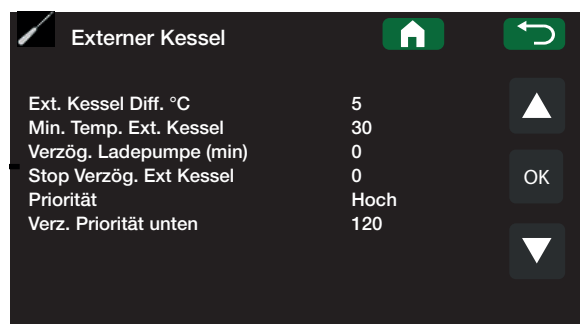 Externer Kessel
Ext. Kessel Diff. °C 5
Min. Temp. Ext. Kessel 30
Verzög. Ladepumpe (min) 0
Stop Verzög. Ext Kessel 0
OK
Priorität Hoch
Verz. Priorität unten 120